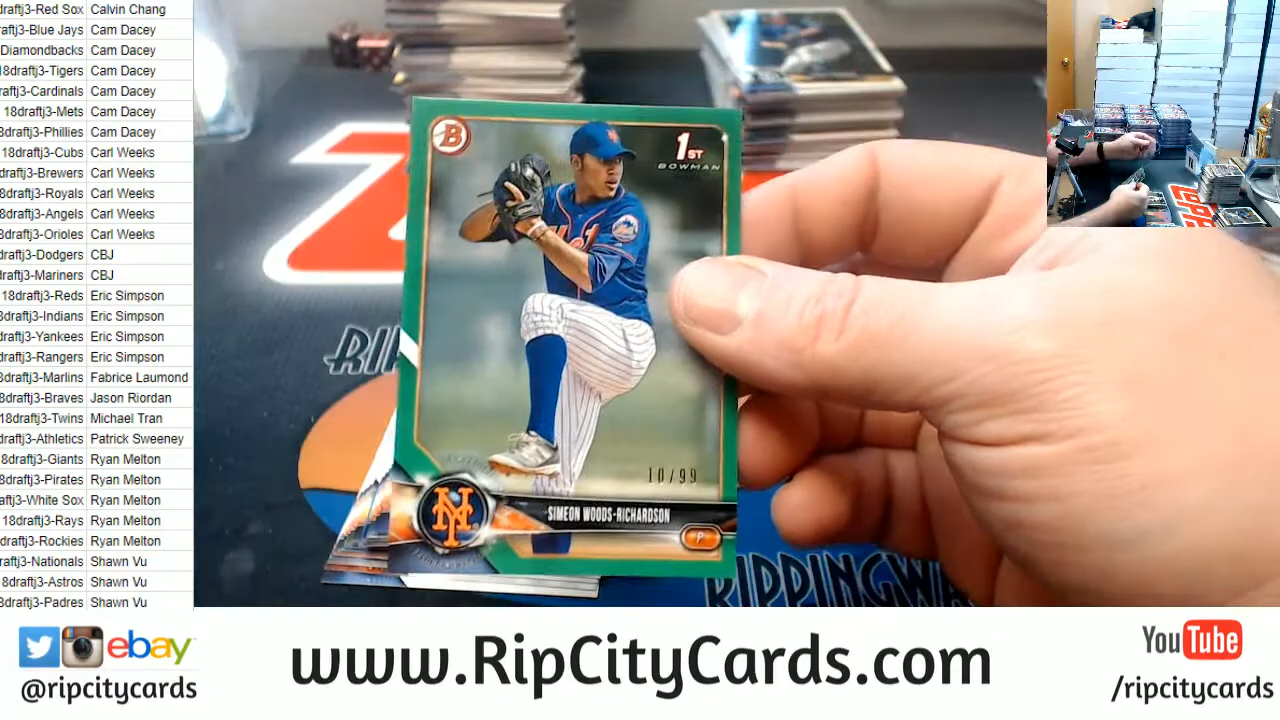 draftj3-Red Sox Calvin Chang
aftj3-Blue Jays Cam Dacey
Diamondbacks Cam Dacey
18draftj3-Tigers Cam Dacey
draftj3-Cardinals Cam Dacey
18draftj3-Mets Cam Dacey
8draftj3-Phillies Cam Dacey
18draftj3-Cubs Carl Weeks
draftj3-Brewers Carl Weeks
8draftj3-Royals Carl Weeks
8draftj3-Angels Carl Weeks
8draftj3-Orioles Carl Weeks
draftj3-Dodgers CBJ
draftj3-Mariners CBJ
18draftj3-Reds Eric Simpson
8draftj3-Indians Eric Simpson
draftj3-Yankees Eric Simpson
draftj3-Rangers Eric Simpson
8draftj3-Marlins Fabrice Laumond
8draftj3-Braves Jason Riordan
18draftj3-Twins Michael Tran
draftj3-Athletics Patrick Sweeney
8draftj3-Giants Ryan Melton
8draftj3-Pirates Ryan Melton
aftj3-White Sox Ryan Melton
18draftj3-Rays Ryan Melton
draftj3-Rockies Ryan Melton
raftj3-Nationals Shawn Vu
8draftj3-Astros Shawn Vu
8draftj3-Padres Shawn Vu
B
1ST
BOWMAN
10/99
NY
SIMEON WOODS-RICHARDSON
P
RIP
RIPPINGWA
ebay
@ripcitycards
www.RipCityCards.com
YouTube
/ripcitycards